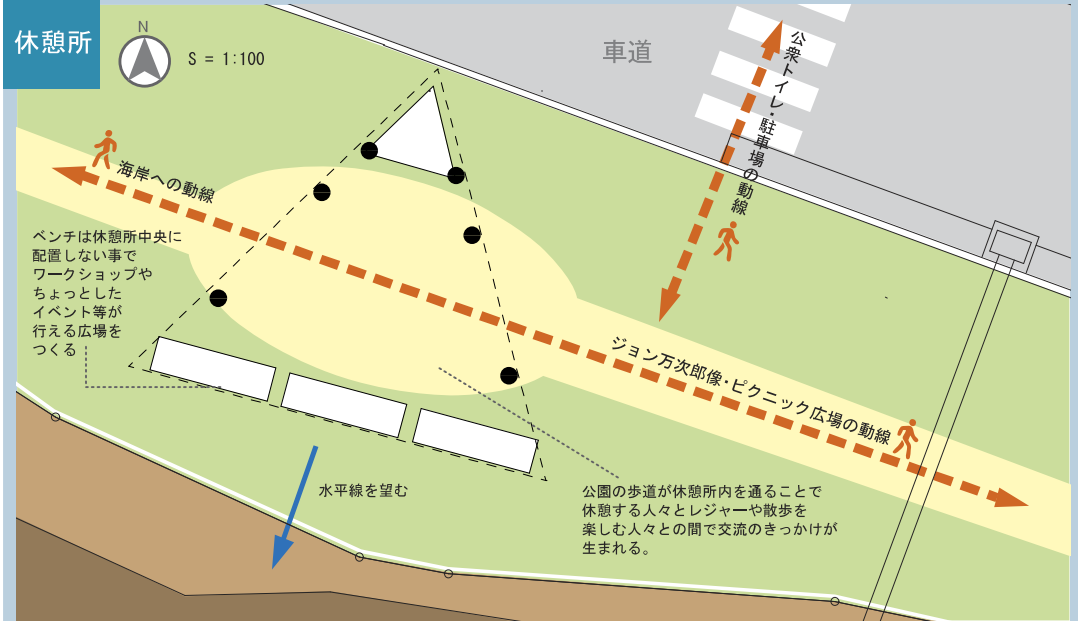 休憩所
N
S = 1:100
車道
公衆トイレ・駐車場の動線
海岸への動線
ベンチは休憩所中央に
配置しない事で
ワークショップや
ちょっとした
イベント等が
行える広場を
つくる
ジョン万次郎像・ピクニック広場の動線
水平線を望む
公園の歩道が休憩所内を通ることで
休憩する人々とレジャーや散歩を
楽しむ人々との間で交流のきっかけが
生まれる。